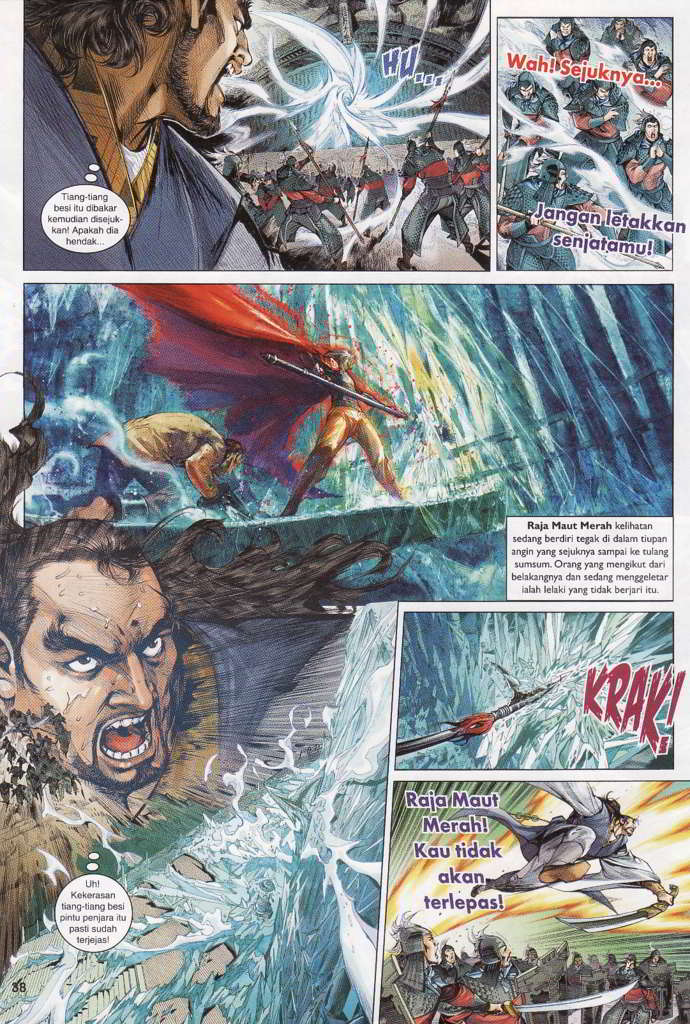 HU...
Tiang-tiang
besi itu dibakar
kemudian disejuk-
kan! Apakah dia
hendak...
Wah! Sejuknya...
Jangan letakkan
senjatamu!
Raja Maut Merah kelihatan
sedang berdiri tegak di dalam tiupan
angin yang sejuknya sampai ke tulang
sumsum. Orang yang mengikut dari
belakangnya dan sedang menggeletar
ialah lelaki yang tidak berjari itu.
KRAK!
Uh!
Kekerasan
tiang-tiang besi
pintu penjara itu
pasti sudah
terjejas!
Raja Maut
Merah!
Kau tidak
akan
terlepas!
38